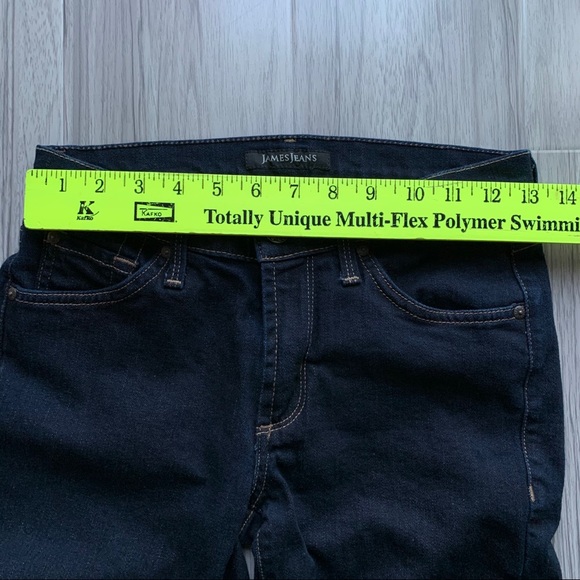 JAMES JEANS
1 2 3 4 5 6 7 8 9 10 11 12 13 14
K KAFKO Totally Unique Multi-Flex Polymer Swimmi
Kafko